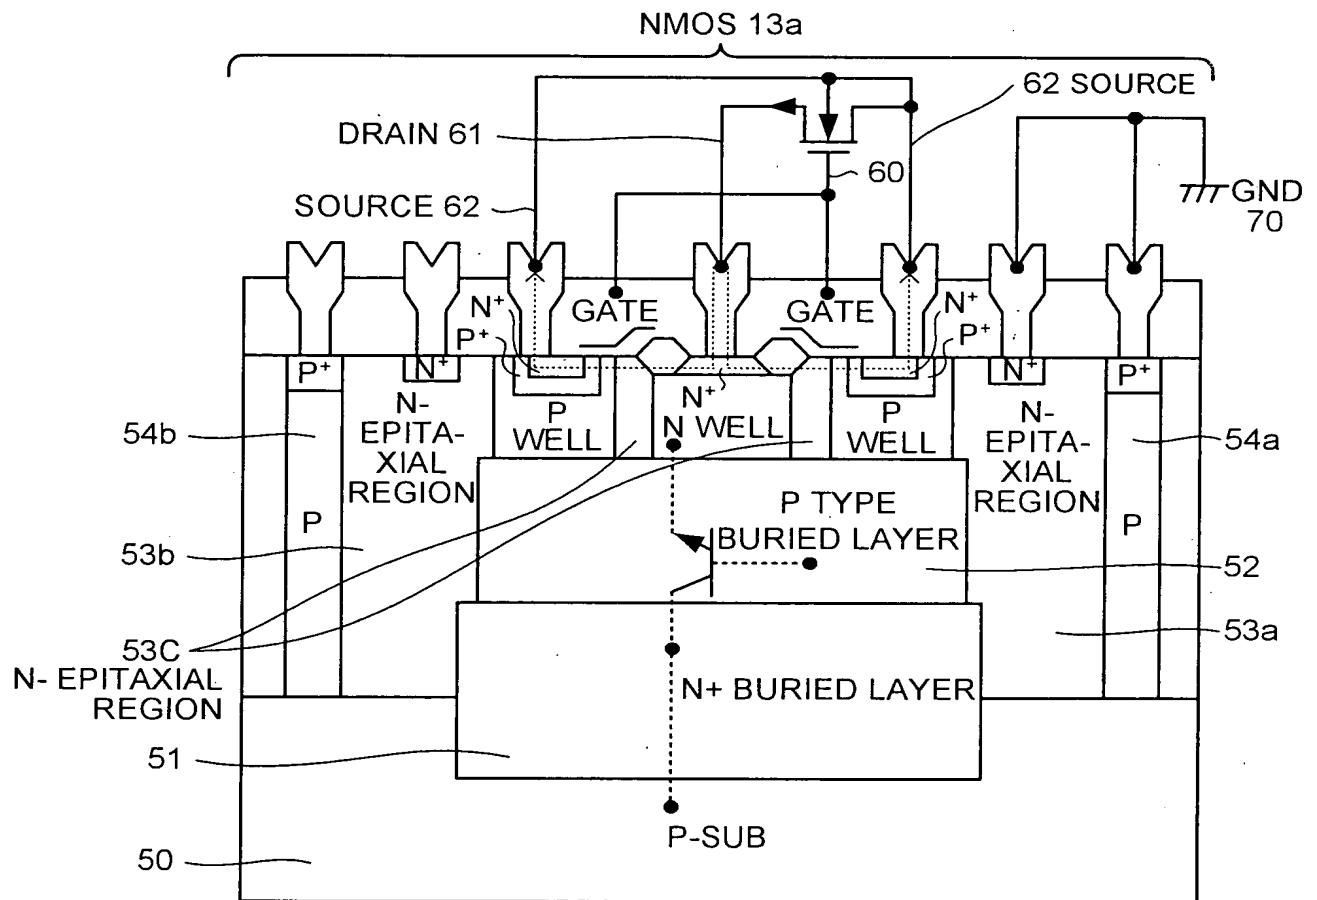 NMOS 13a
62 SOURCE
DRAIN 61
60
SOURCE 62
GND
70
N+
GATE
GATE
N+
P+
P+
P+
N+
N+
N+
P+
N-
EPITA-
XIAL
REGION
P
WELL
N WELL
P
WELL
N-
EPITA-
XIAL
REGION
54b
54a
P
P TYPE
BURIED LAYER
P
53b
52
53C
N- EPITAXIAL
REGION
53a
N+ BURIED LAYER
51
P-SUB
50